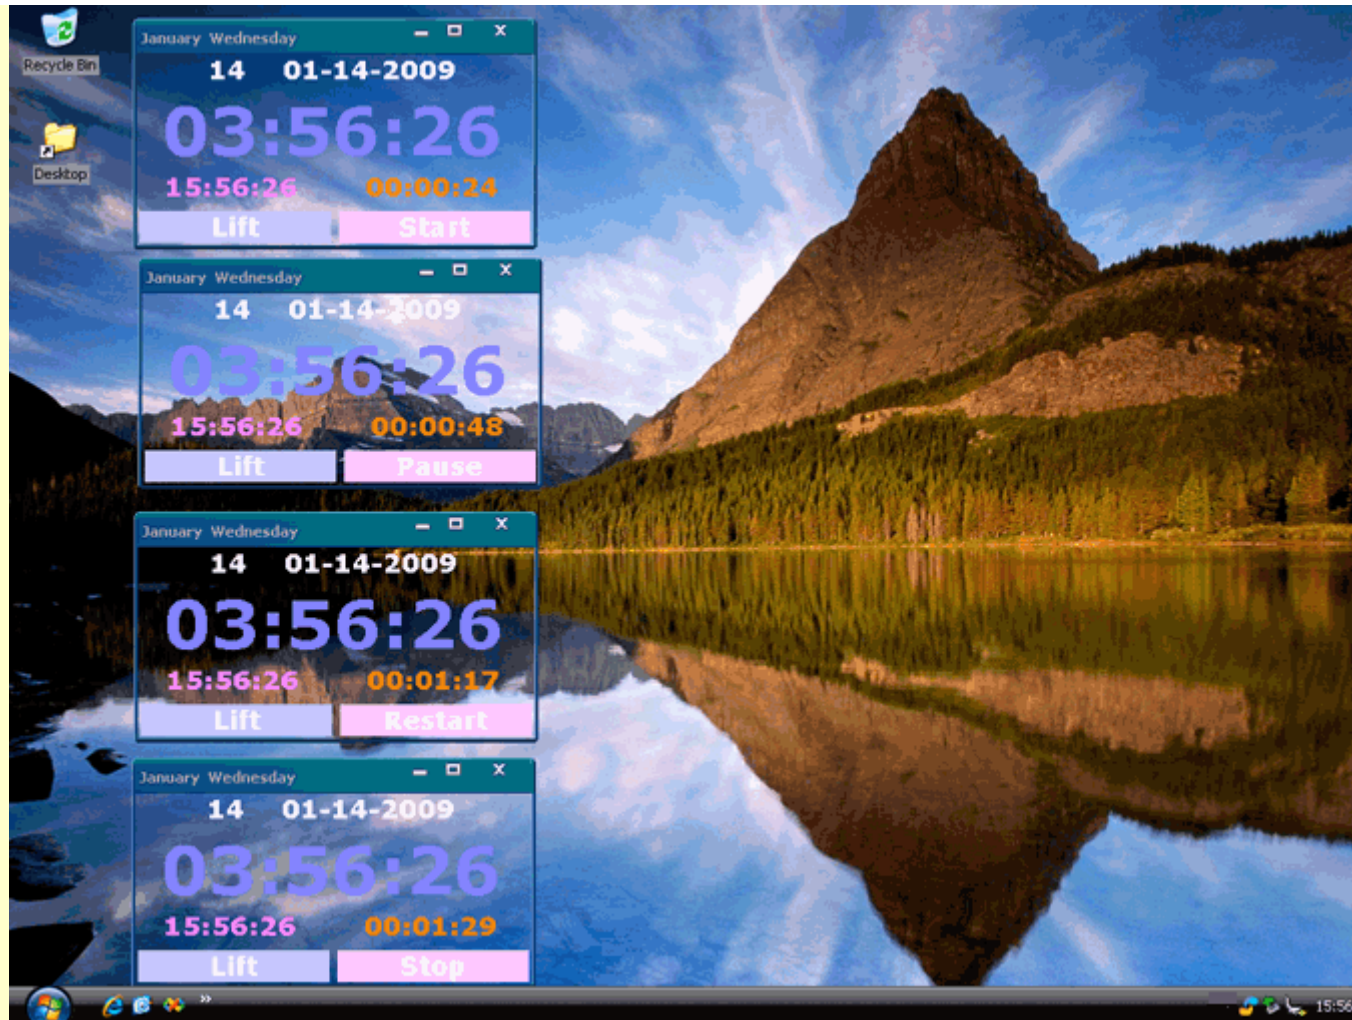 Recycle Bin
Desktop
January Wednesday
14 01-14-2009
03:56:26
15:56:26 00:00:24
Lift Start
January Wednesday
14 01-14-2009
03:56:26
15:56:26 00:00:48
Lift Pause
January Wednesday
14 01-14-2009
03:56:26
15:56:26 00:01:17
Lift Restart
January Wednesday
14 01-14-2009
03:56:26
15:56:26 00:01:29
Lift Stop
» 15:56